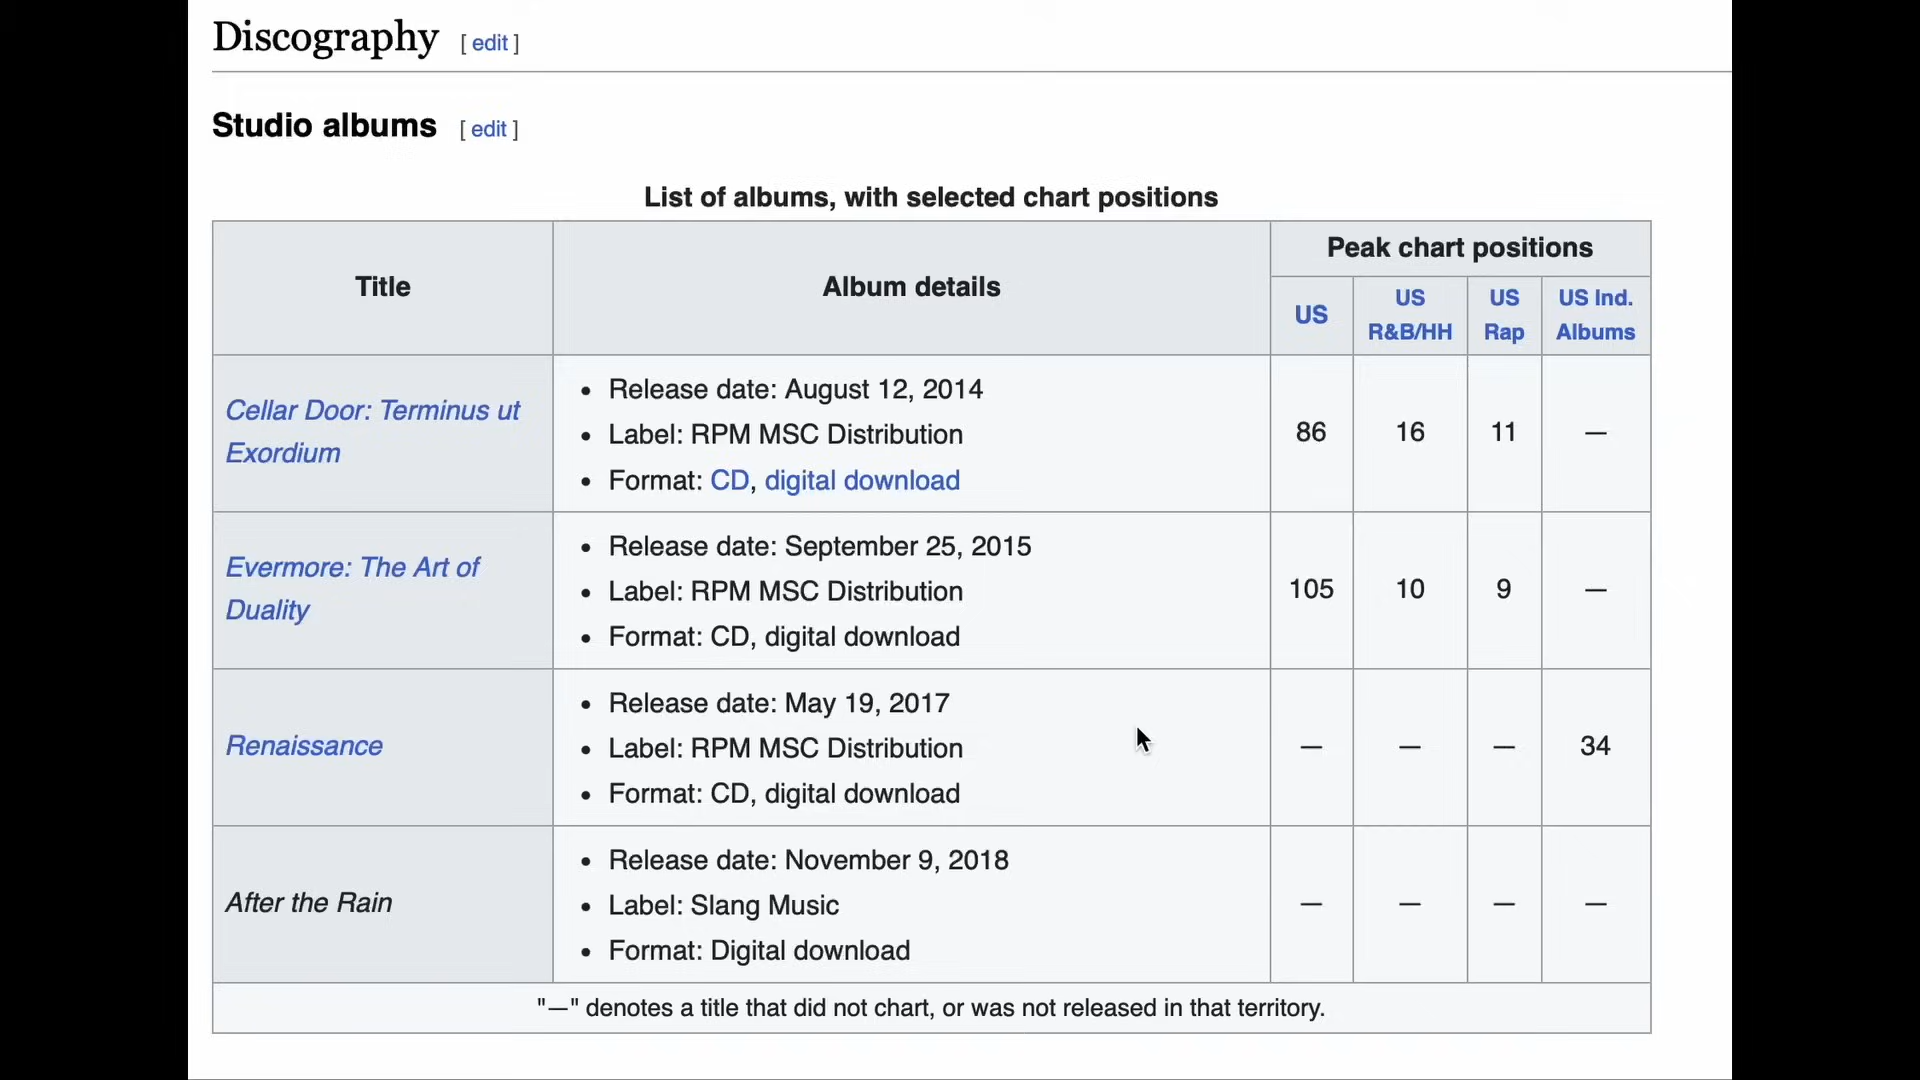 Discography [ edit ]
Studio albums [ edit ]
List of albums, with selected chart positions
Title
Album details
Peak chart positions
US
US
R&B/HH
US
Rap
US Ind.
Albums
Cellar Door: Terminus ut
Exordium
• Release date: August 12, 2014
• Label: RPM MSC Distribution
• Format: CD, digital download
86
16
11
—
Evermore: The Art of
Duality
• Release date: September 25, 2015
• Label: RPM MSC Distribution
• Format: CD, digital download
105
10
9
—
Renaissance
• Release date: May 19, 2017
• Label: RPM MSC Distribution
• Format: CD, digital download
—
—
—
34
After the Rain
• Release date: November 9, 2018
• Label: Slang Music
• Format: Digital download
—
—
—
—
"—" denotes a title that did not chart, or was not released in that territory.